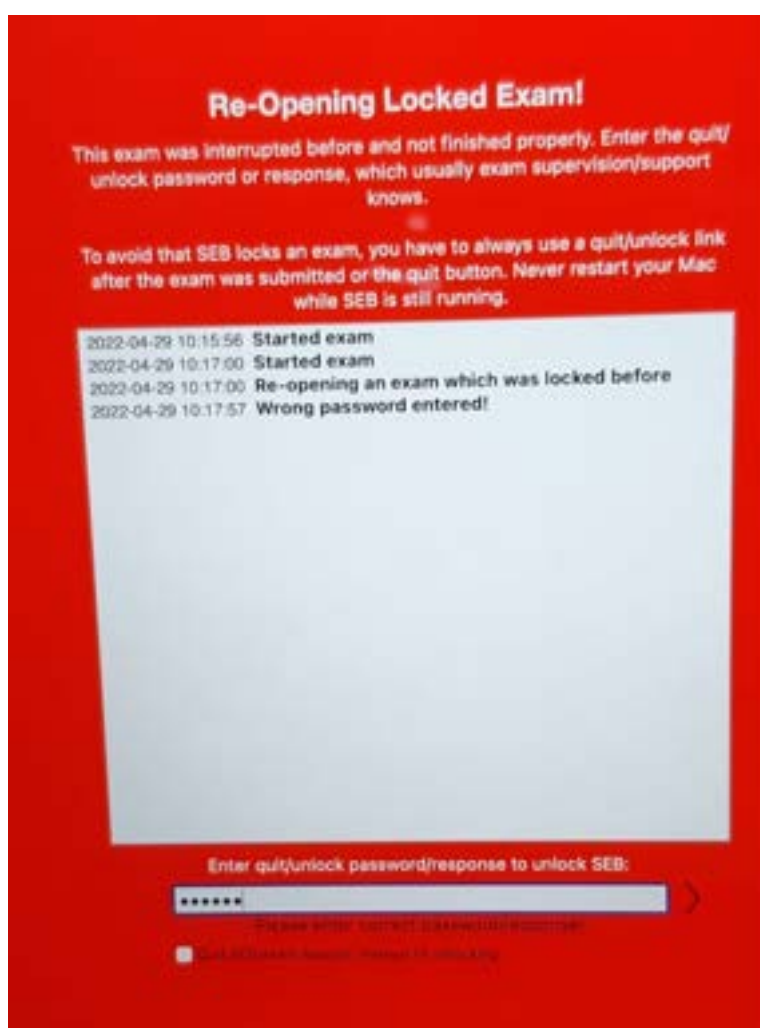 Re-Opening Locked Exam!
This exam was interrupted before and not finished properly. Enter the quit/
unlock password or response, which usually exam supervision/support
knows.
To avoid that SEB locks an exam, you have to always use a quit/unlock link
after the exam was submitted or the quit button. Never restart your Mac
while SEB is still running.
2022-04-29 10:15:56 Started exam
2022-04-29 10:17:00 Started exam
2022-04-29 10:17:00 Re-opening an exam which was locked before
2022-04-29 10:17:57 Wrong password entered!
Enter quit/unlock password/response to unlock SEB:
••••••
Please enter correct password/response!